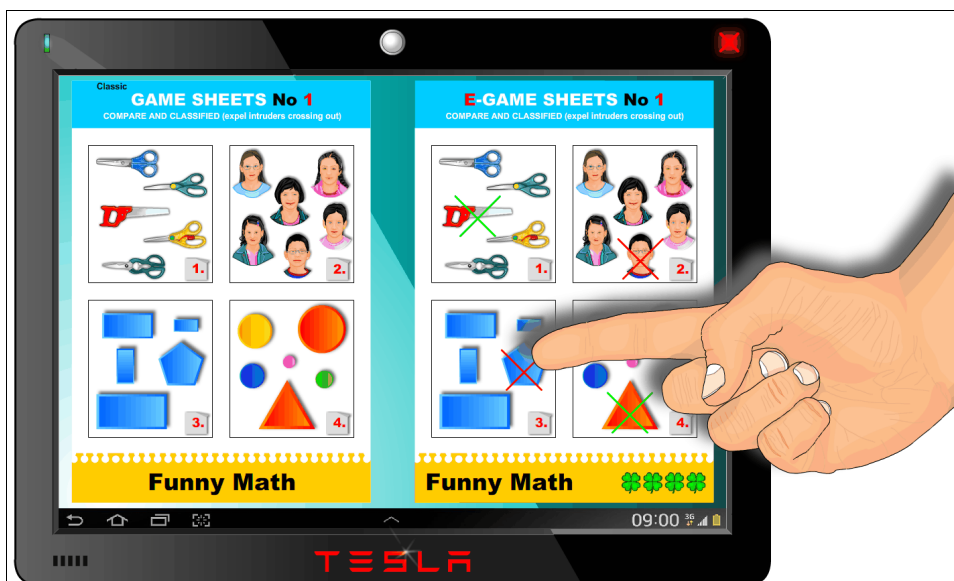 Classic
GAME SHEETS No 1
COMPARE AND CLASSIFIED (expel intruders crossing out)
1.
2.
3.
4.
Funny Math
E-GAME SHEETS No 1
COMPARE AND CLASSIFIED (expel intruders crossing out)
1.
2.
3.
4.
Funny Math
09:00 3G
TESLA